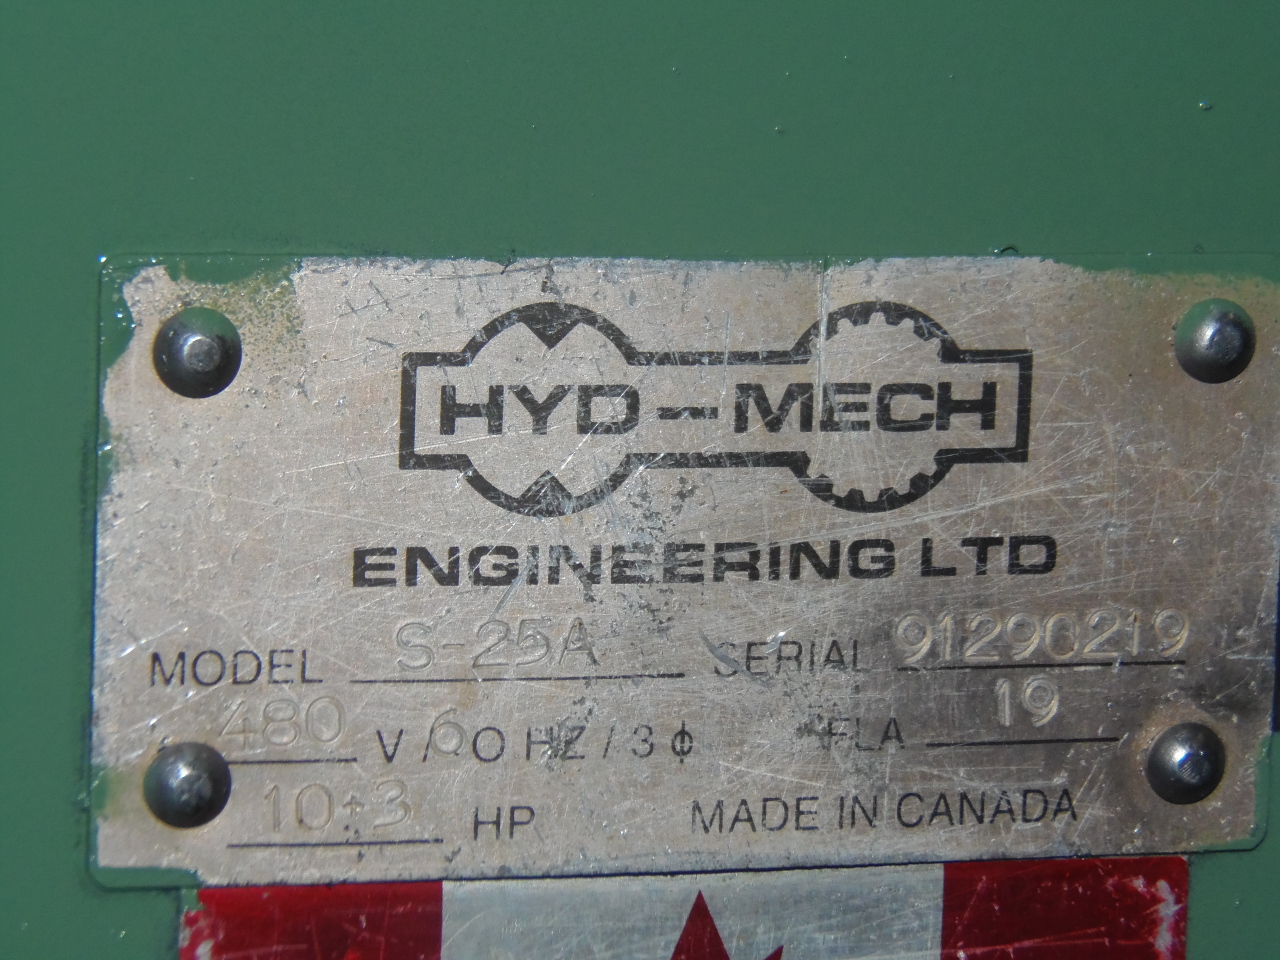 HYD-MECH
ENGINEERING LTD
MODEL S-25A SERIAL 91290219
480 V/60 HZ/3 ϕ FLA 19
10+3 HP MADE IN CANADA